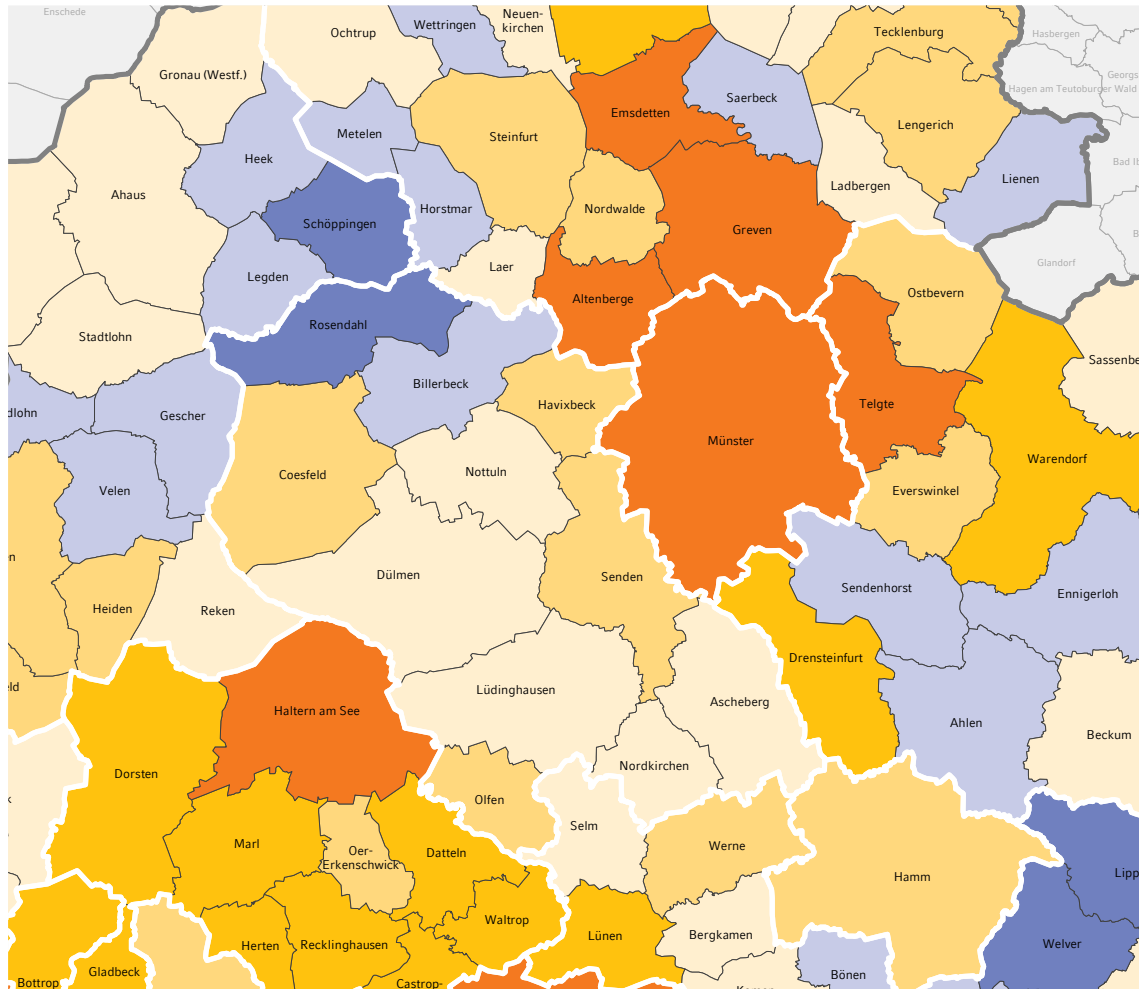 Enschede
Wettringen
Neuen-
kirchen
Ochtrup
Tecklenburg
Hasbergen
Gronau (Westf.)
Georgs
Hagen am Teutoburger Wald
Saerbeck
Emsdetten
Lengerich
Metelen
Steinfurt
Heek
Bad Ib
Lienen
Ladbergen
Ahaus
Horstmar
Nordwalde
Schöppingen
Greven
B
Glandorf
Laer
Legden
Altenberge
Ostbevern
Rosendahl
Stadtlohn
Sassenbe
Billerbeck
Havixbeck
Telgte
dlohn
Gescher
Münster
Warendorf
Nottuln
Coesfeld
Velen
Everswinkel
en
Dülmen
Senden
Sendenhorst
Ennigerloh
Heiden
Reken
Drensteinfurt
eld
Lüdinghausen
Ascheberg
Haltern am See
Ahlen
Beckum
Nordkirchen
Dorsten
k
Olfen
Selm
Marl
Oer-
Erkenschwick
Datteln
Werne
Hamm
Lipp
Waltrop
Lünen
Bergkamen
Herten
Recklinghausen
Welver
Gladbeck
Bönen
Bottrop
Castrop-